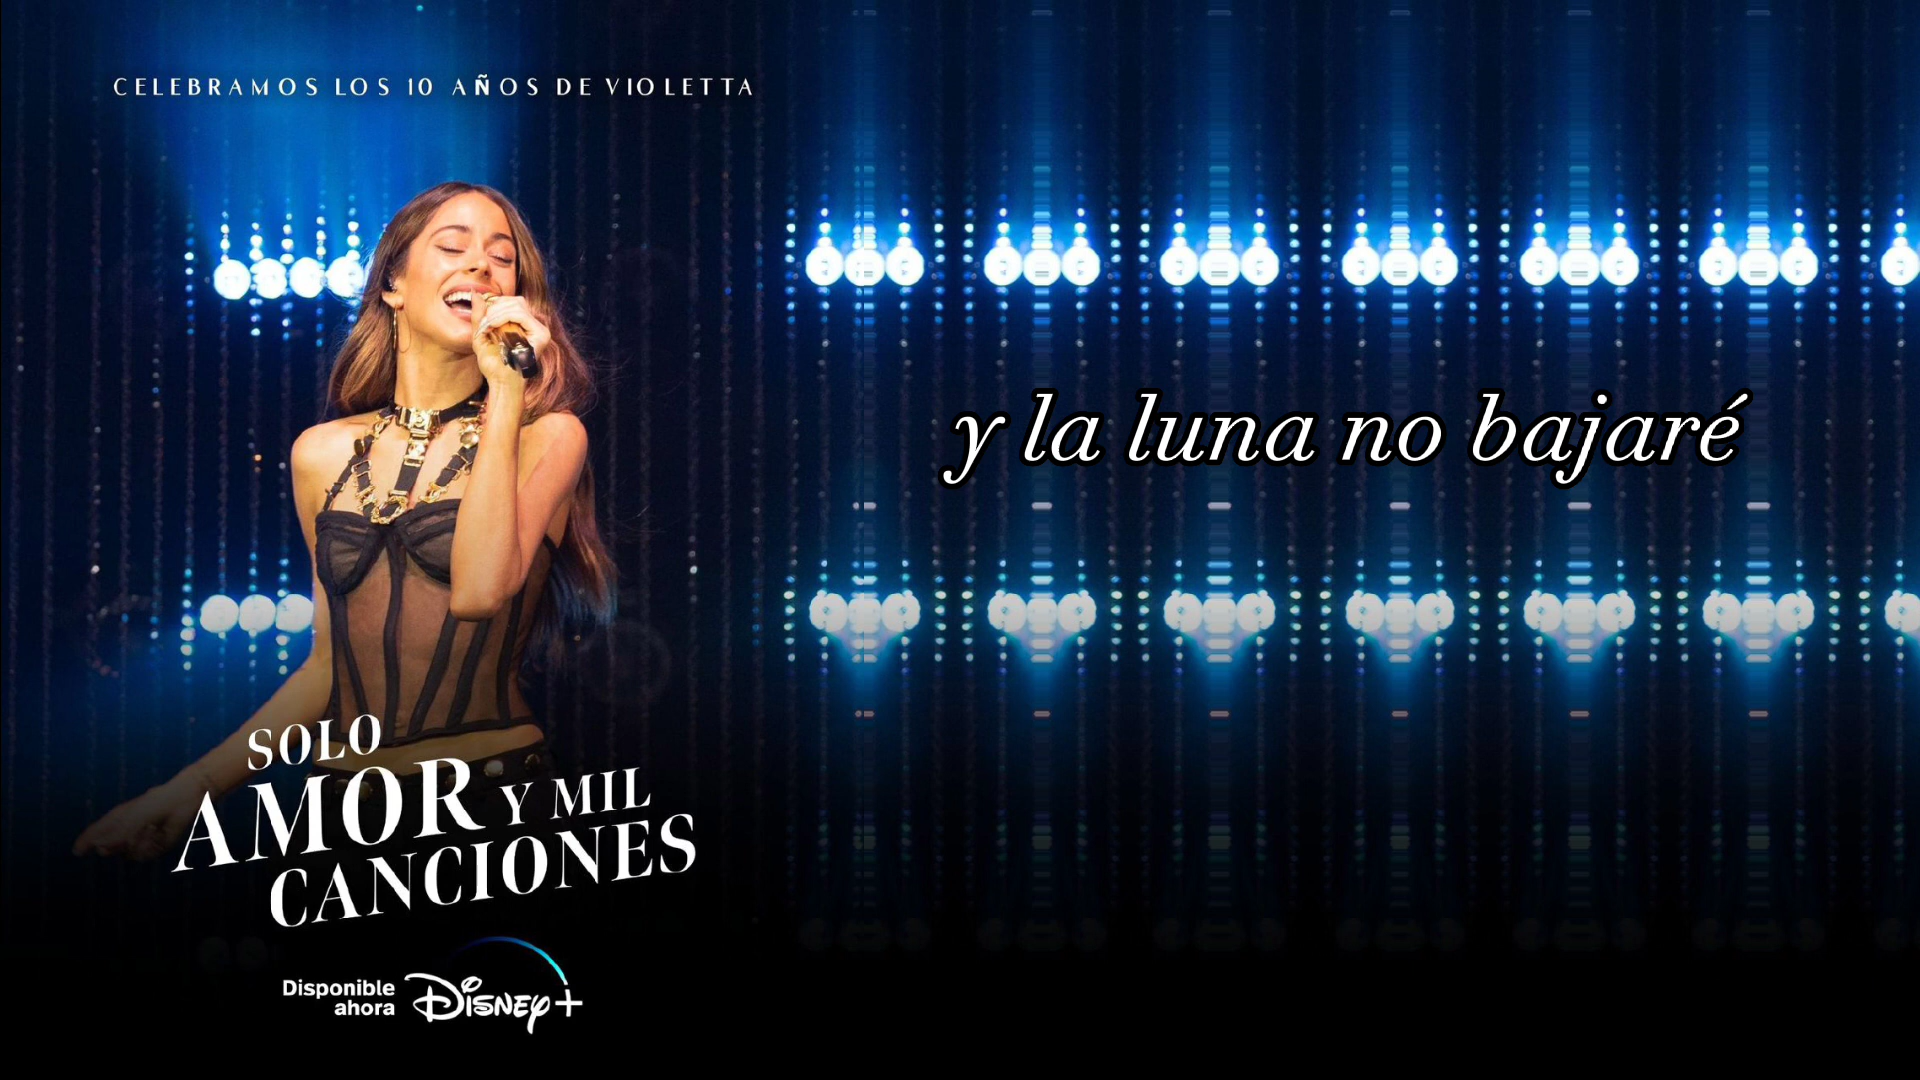 CELEBRAMOS LOS 10 AÑOS DE VIOLETTA
y la luna no bajaré
SOLO
AMOR Y MIL
CANCIONES
Disponible
ahora
Disney+